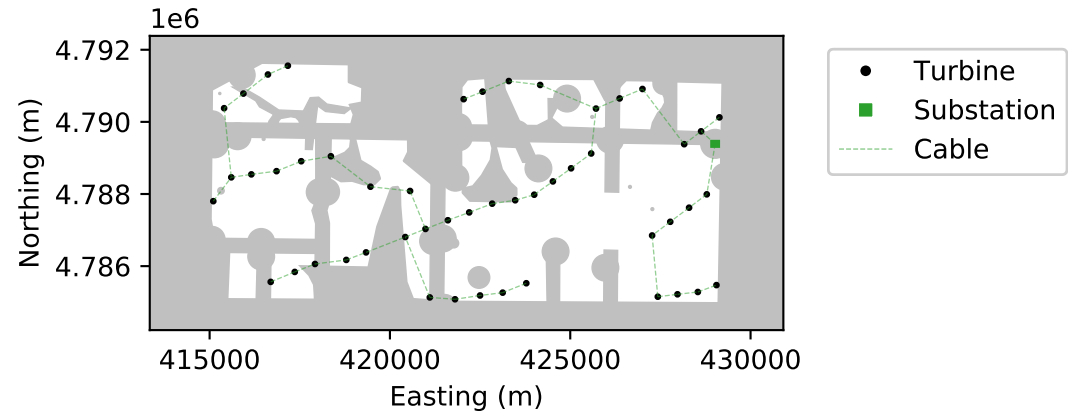 1e6
4.792
4.790
4.788
4.786
Northing (m)
415000 420000 425000 430000
Easting (m)
Turbine
Substation
Cable